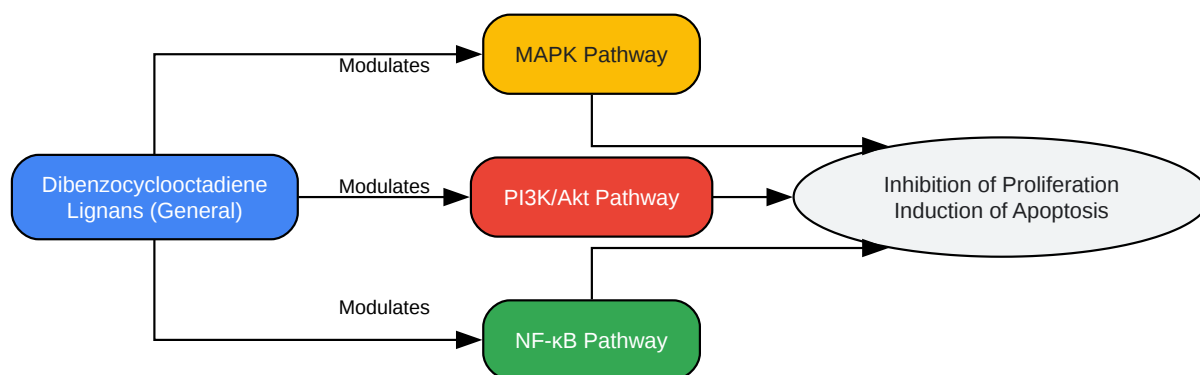 MAPK Pathway
Modulates
Dibenzocyclooctadiene
Lignans (General)
Modulates
PI3K/Akt Pathway
Inhibition of Proliferation
Induction of Apoptosis
Modulates
NF-κB Pathway